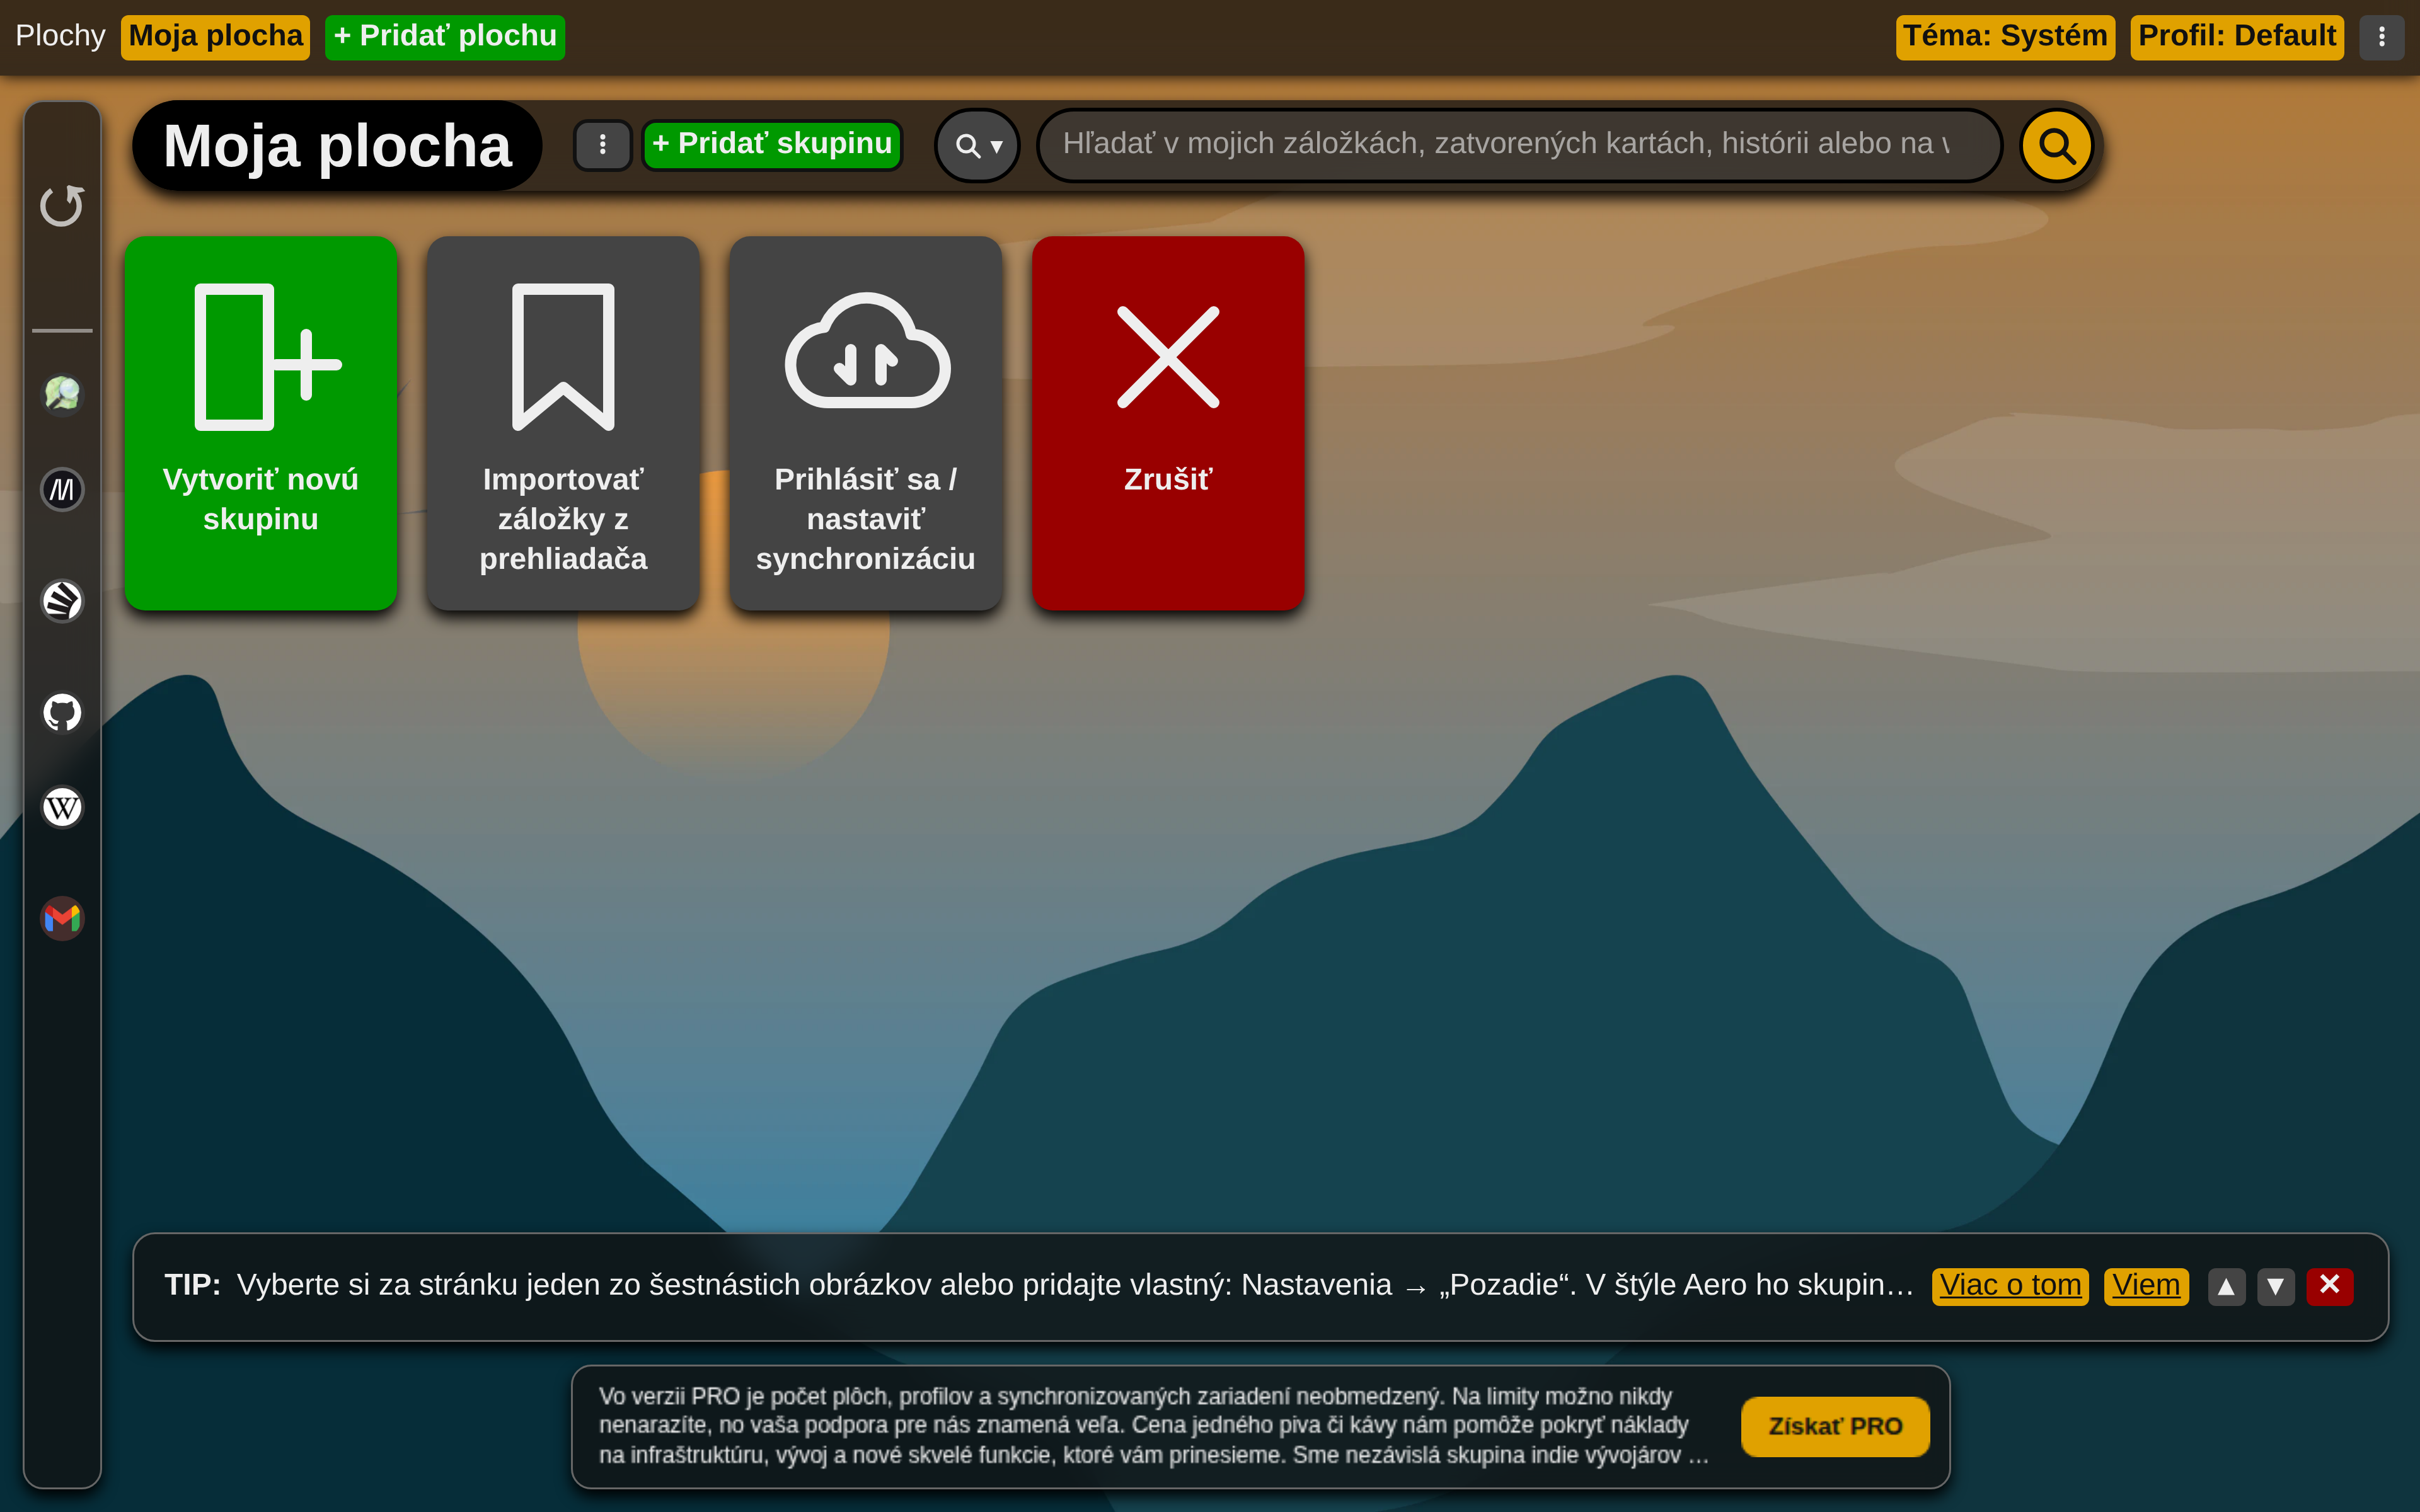 Plochy
Moja plocha
+ Pridať plochu
Téma: Systém
Profil: Default
Moja plocha
+ Pridať skupinu
Hľadať v mojich záložkách, zatvorených kartách, histórii alebo na
Vytvoriť novú
skupinu
Importovať
záložky z
prehliadača
Prihlásiť sa /
nastaviť
synchronizáciu
Zrušiť
TIP: Vyberte si za stránku jeden zo šestnástich obrázkov alebo pridajte vlastný: Nastavenia → „Pozadie“. V štýle Aero ho skupin…
Viac o tom
Viem
Vo verzii PRO je počet plôch, profilov a synchronizovaných zariadení neobmedzený. Na limity možno nikdy
nenarazíte, no vaša podpora pre nás znamená veľa. Cena jedného piva či kávy nám pomôže pokryť náklady
na infraštruktúru, vývoj a nové skvelé funkcie, ktoré vám prinesieme. Sme nezávislá skupina indie vývojárov …
Získať PRO